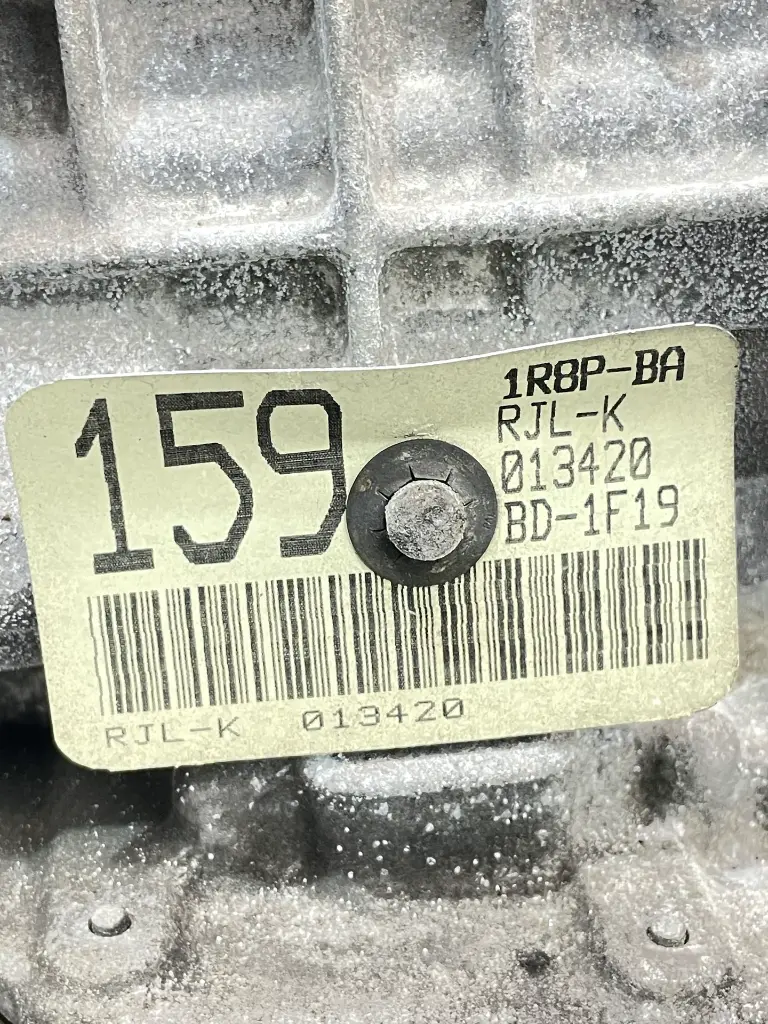 159
1R8P-BA
RJL-K
013420
BD-1F19
RJL-K 013420